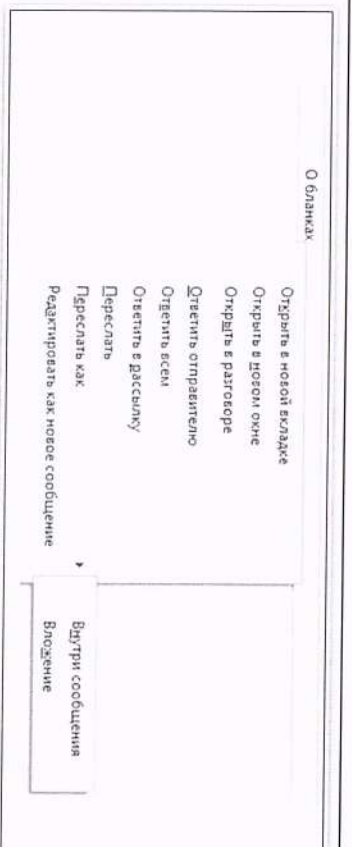 О бланках
Открыть в новой вкладке
Открыть в новом окне
Открыть в разговоре
Ответить отправителю
Ответить всем
Ответить в рассылку
Переслать
Переслать как
Редактировать как новое сообщение
Внутри сообщения
Вложение